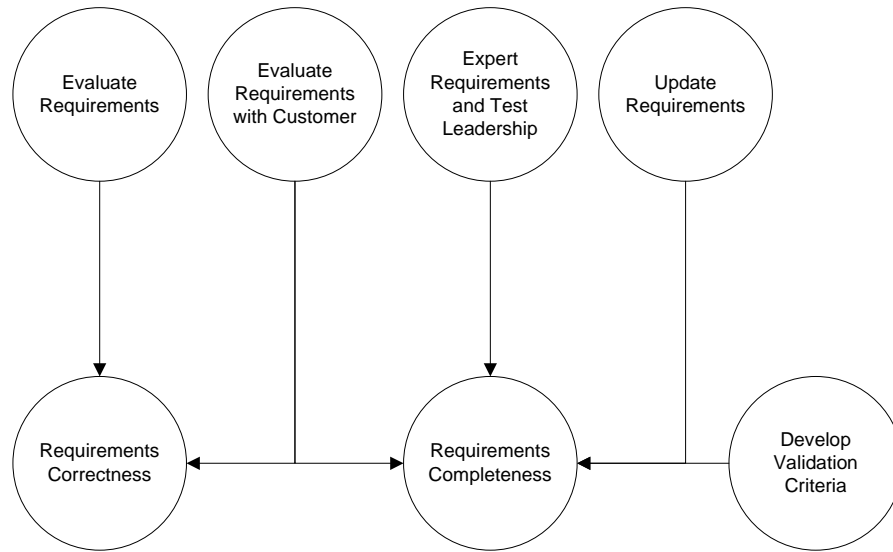 Evaluate
Requirements
Evaluate
Requirements
with Customer
Expert
Requirements
and Test
Leadership
Update
Requirements
Requirements
Correctness
Requirements
Completeness
Develop
Validation
Criteria